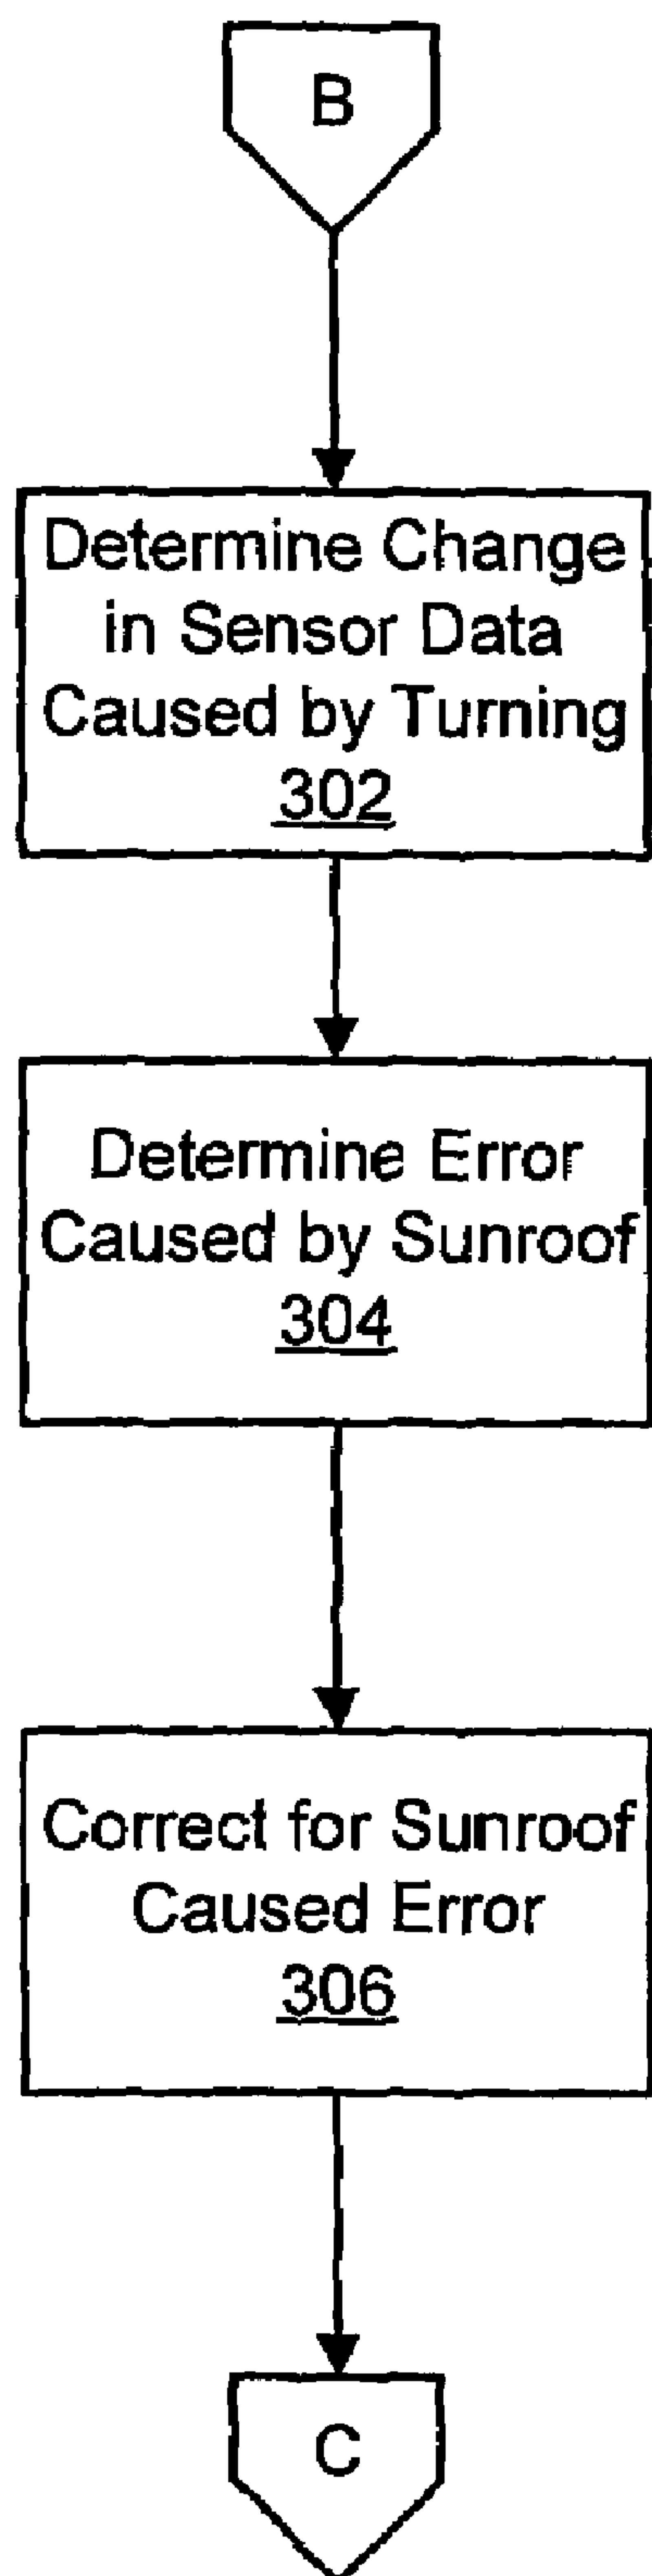 B
Determine Change
in Sensor Data
Caused by Turning
302
Determine Error
Caused by Sunroof
304
Correct for Sunroof
Caused Error
306
C